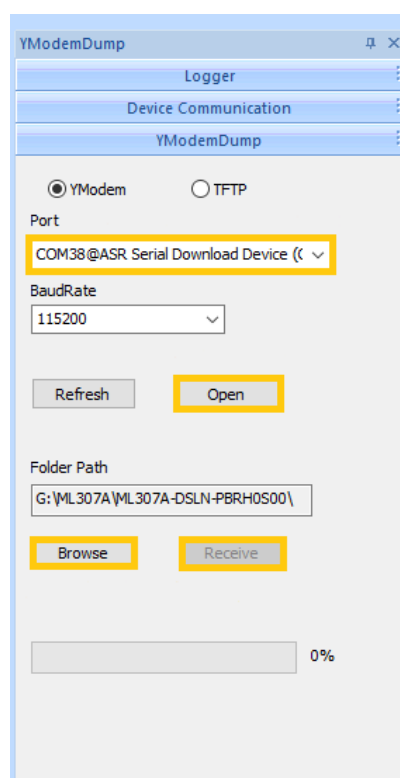 YModemDump
Logger
Device Communication
YModemDump
YModem TFTP
Port
COM38@ASR Serial Download Device ((
BaudRate
115200
Refresh Open
Folder Path
G:\ML307A\ML307A-DSLN-PBRH0S00\
Browse Receive
0%